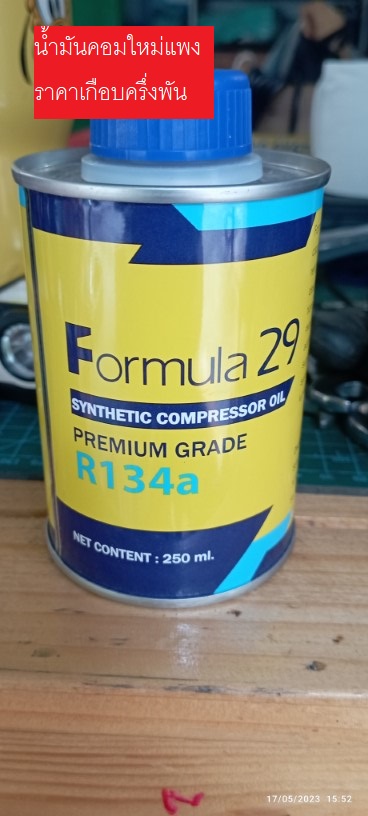 น้ำมันคอมใหม่แพง
ราคาเกือบครึ่งพัน
Formula 29
SYNTHETIC COMPRESSOR OIL
PREMIUM GRADE
R134a
NET CONTENT : 250 ml.
17/05/2023 15:52